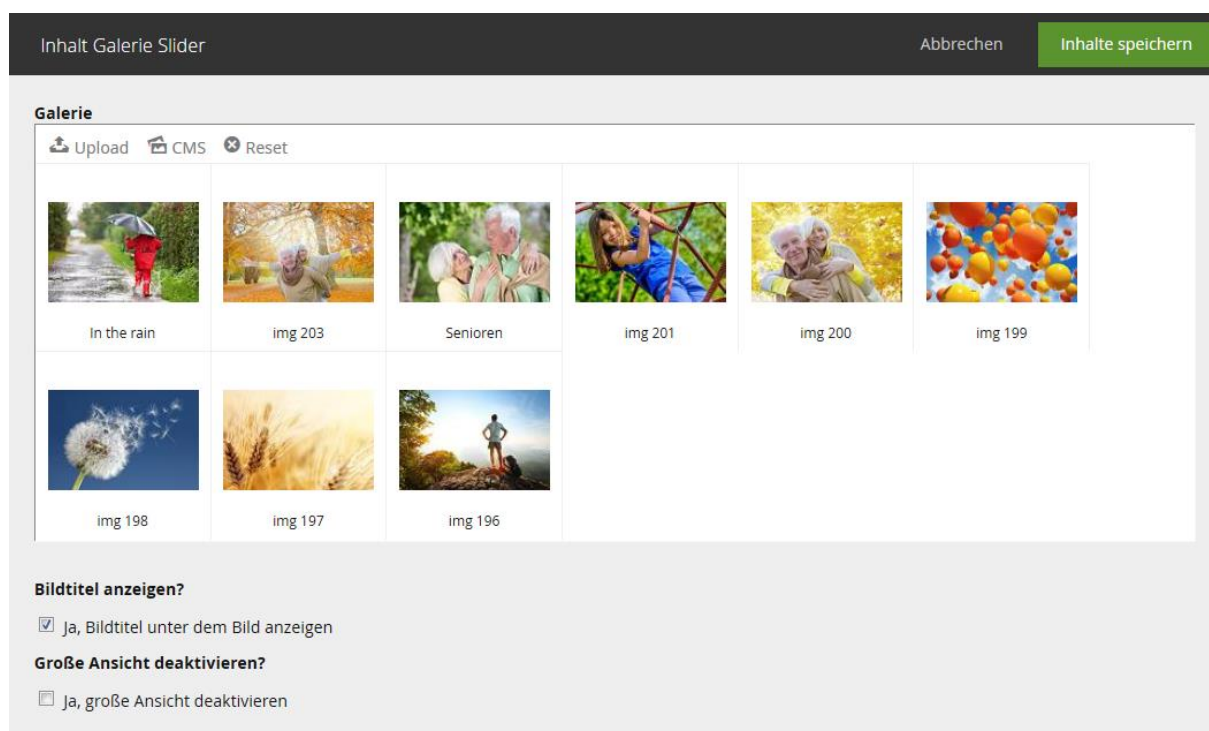 Inhalt Galerie Slider Abbrechen Inhalte speichern
Galerie
Upload CMS Reset
In the rain img 203 Senioren img 201 img 200 img 199
img 198 img 197 img 196
Bildtitel anzeigen?
Ja, Bildtitel unter dem Bild anzeigen
Große Ansicht deaktivieren?
Ja, große Ansicht deaktivieren